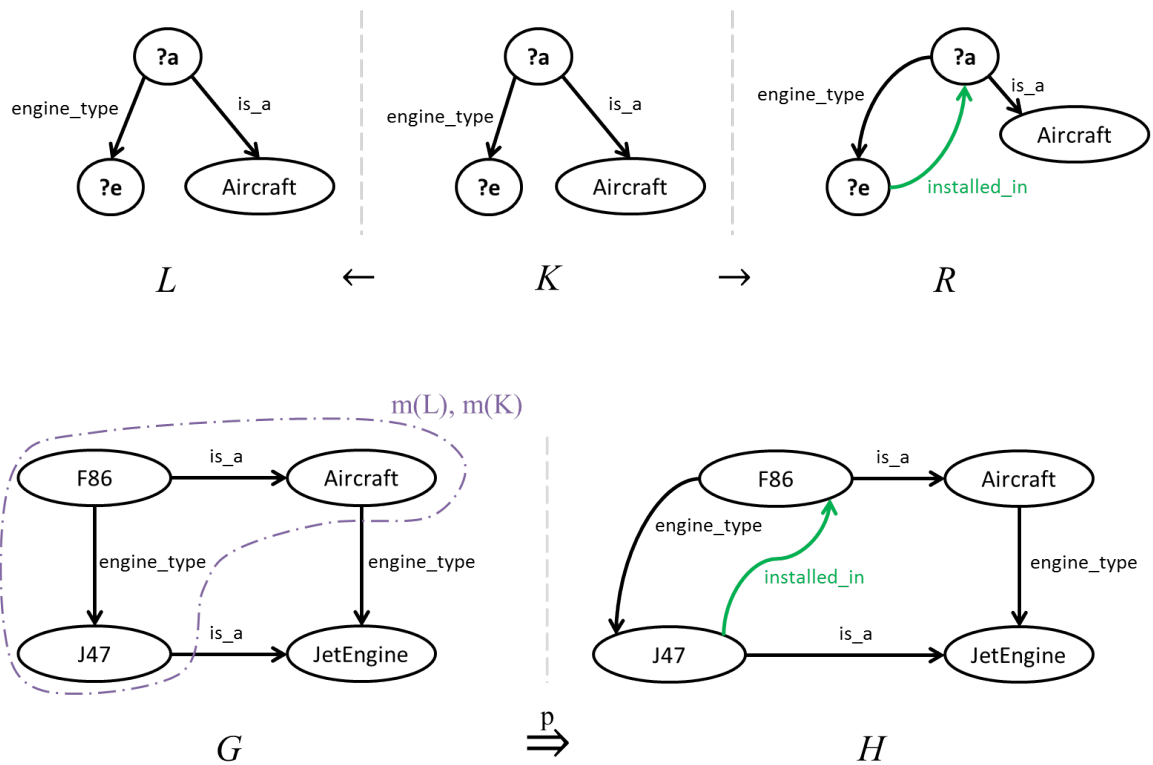 ?a ?a ?a
engine_type is_a engine_type is_a engine_type is_a
Aircraft
?e Aircraft ?e Aircraft ?e installed_in
L ← K → R
m(L), m(K)
F86 is_a Aircraft F86 is_a Aircraft
engine_type engine_type engine_type installed_in engine_type
J47 is_a JetEngine J47 is_a JetEngine
p
G ⇒ H